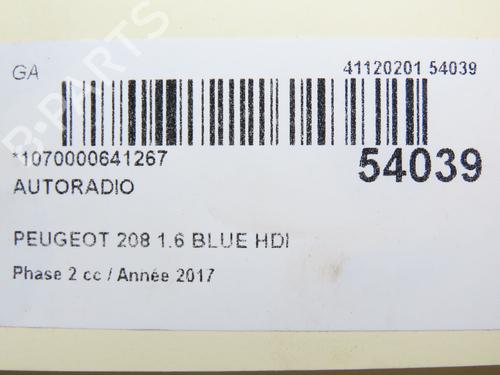 B-PARTS
GA
41120201 54039
*1070000641267
54039
AUTORADIO
PEUGEOT 208 1.6 BLUE HDI
Phase 2 cc / Année 2017